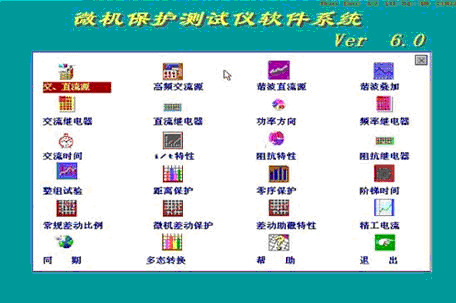 微机保护测试仪软件系统
Ver 6.0
交、直流源 高频交流源 谐波直流源 谐波叠加
交流继电器 直流继电器 功率方向 频率继电器
交流时间 i/t特性 阻抗特性 阻抗继电器
整组试验 距离保护 零序保护 阶梯时间
常规差动比例 微机差动保护 差动助磁特性 精工电流
同 期 多态转换 帮 助 退 出